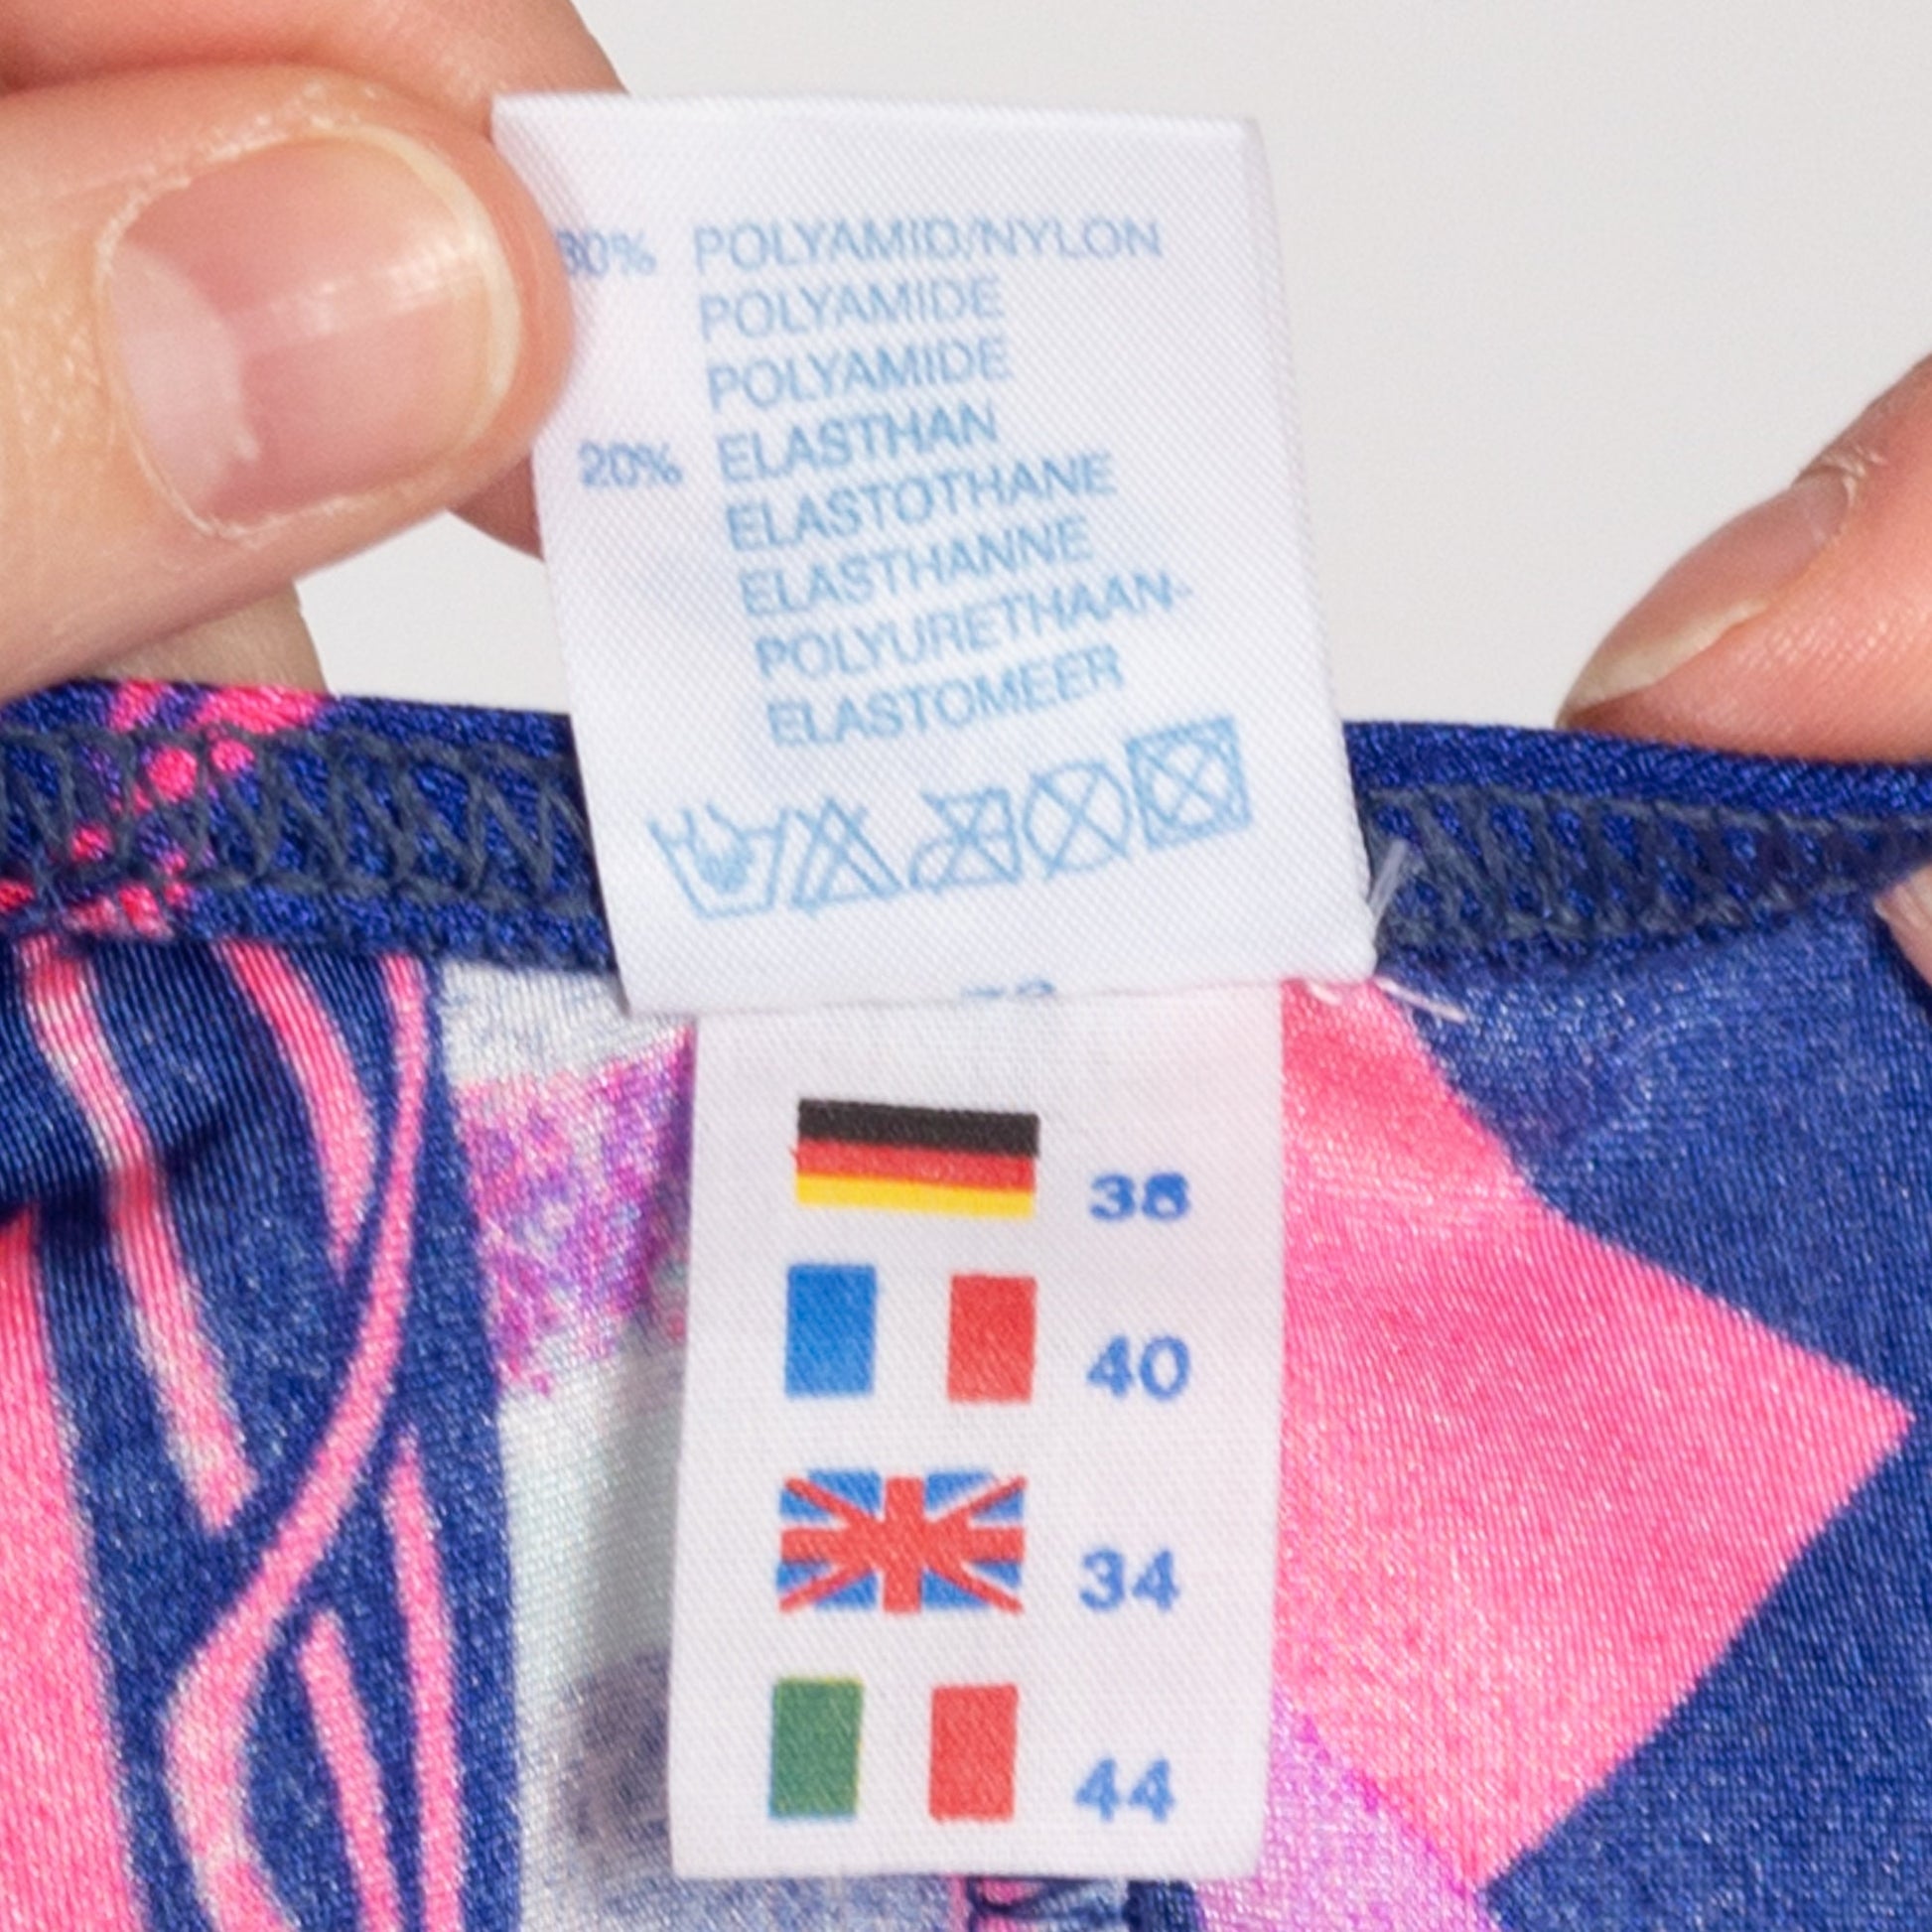 80% POLYAMID/NYLON
POLYAMIDE
POLYAMIDE
20% ELASTHAN
ELASTOTHANE
ELASTHANNE
POLYURETHAAN-
ELASTOMEER
38
40
34
44